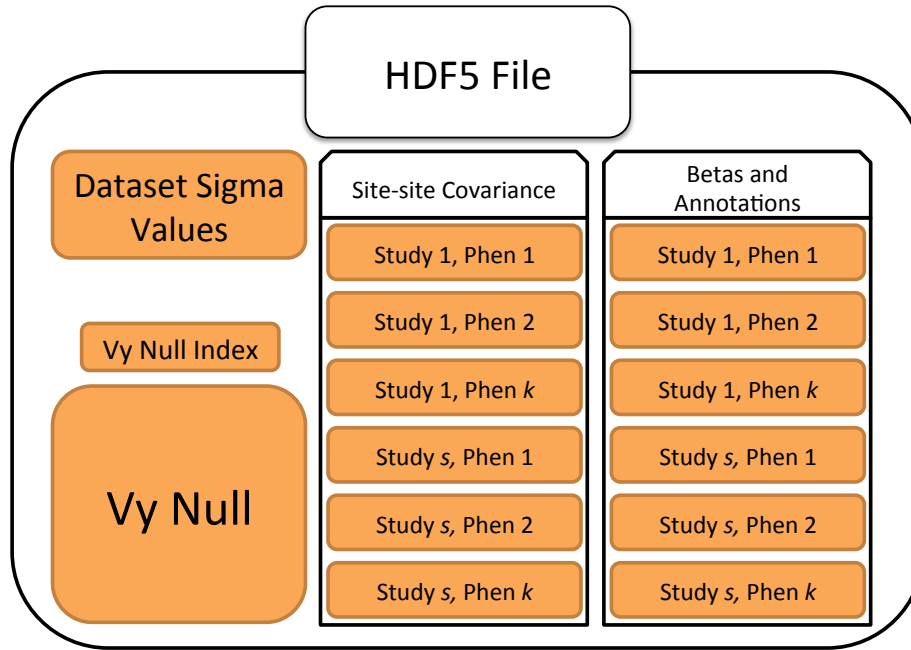 HDF5 File
Dataset Sigma
Values
Vy Null Index
Vy Null
Site-site Covariance
Study 1, Phen 1
Study 1, Phen 2
Study 1, Phen k
Study s, Phen 1
Study s, Phen 2
Study s, Phen k
Betas and
Annotations
Study 1, Phen 1
Study 1, Phen 2
Study 1, Phen k
Study s, Phen 1
Study s, Phen 2
Study s, Phen k